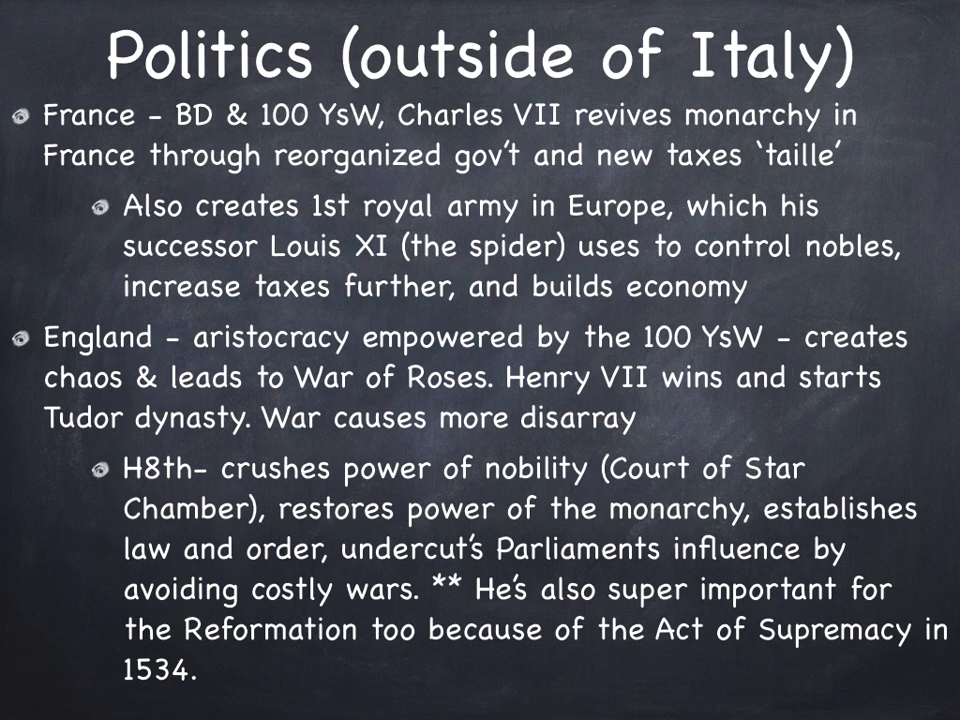 Politics (outside of Italy)
France - BD & 100 YsW, Charles VII revives monarchy in
France through reorganized gov't and new taxes 'taille'
Also creates 1st royal army in Europe, which his
successor Louis XI (the spider) uses to control nobles,
increase taxes further, and builds economy
England - aristocracy empowered by the 100 YsW - creates
chaos & leads to War of Roses. Henry VII wins and starts
Tudor dynasty. War causes more disarray
H8th- crushes power of nobility (Court of Star
Chamber), restores power of the monarchy, establishes
law and order, undercut's Parliaments influence by
avoiding costly wars. ** He's also super important for
the Reformation too because of the Act of Supremacy in
1534.